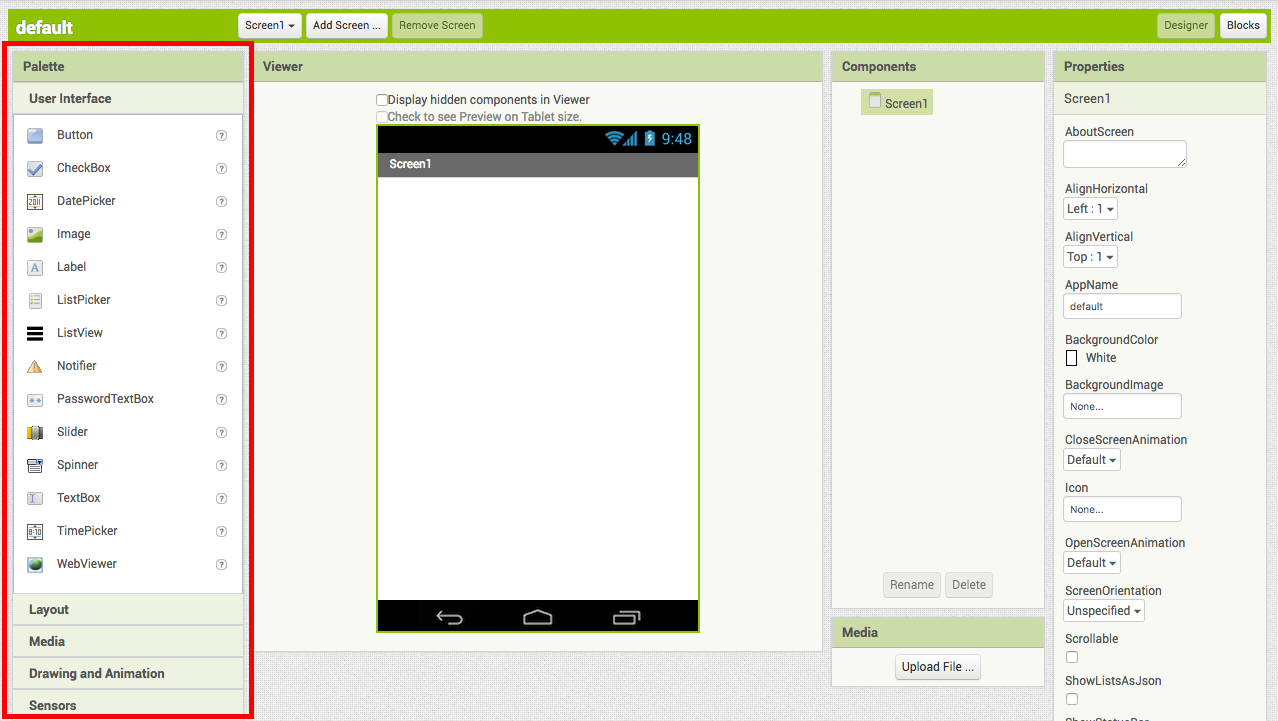 default
Screen1
Add Screen ...
Remove Screen
Designer
Blocks
Palette
User Interface
Button
?
CheckBox
?
DatePicker
?
Image
?
Label
?
ListPicker
?
ListView
?
Notifier
?
PasswordTextBox
?
Slider
?
Spinner
?
TextBox
?
TimePicker
?
WebViewer
?
Layout
Media
Drawing and Animation
Sensors
Viewer
Display hidden components in Viewer
Check to see Preview on Tablet size.
9:48
Screen1
Components
Screen1
Rename
Delete
Media
Upload File ...
Properties
Screen1
AboutScreen
AlignHorizontal
Left : 1
AlignVertical
Top : 1
AppName
default
BackgroundColor
White
BackgroundImage
None...
CloseScreenAnimation
Default
Icon
None...
OpenScreenAnimation
Default
ScreenOrientation
Unspecified
Scrollable
ShowListsAsJson